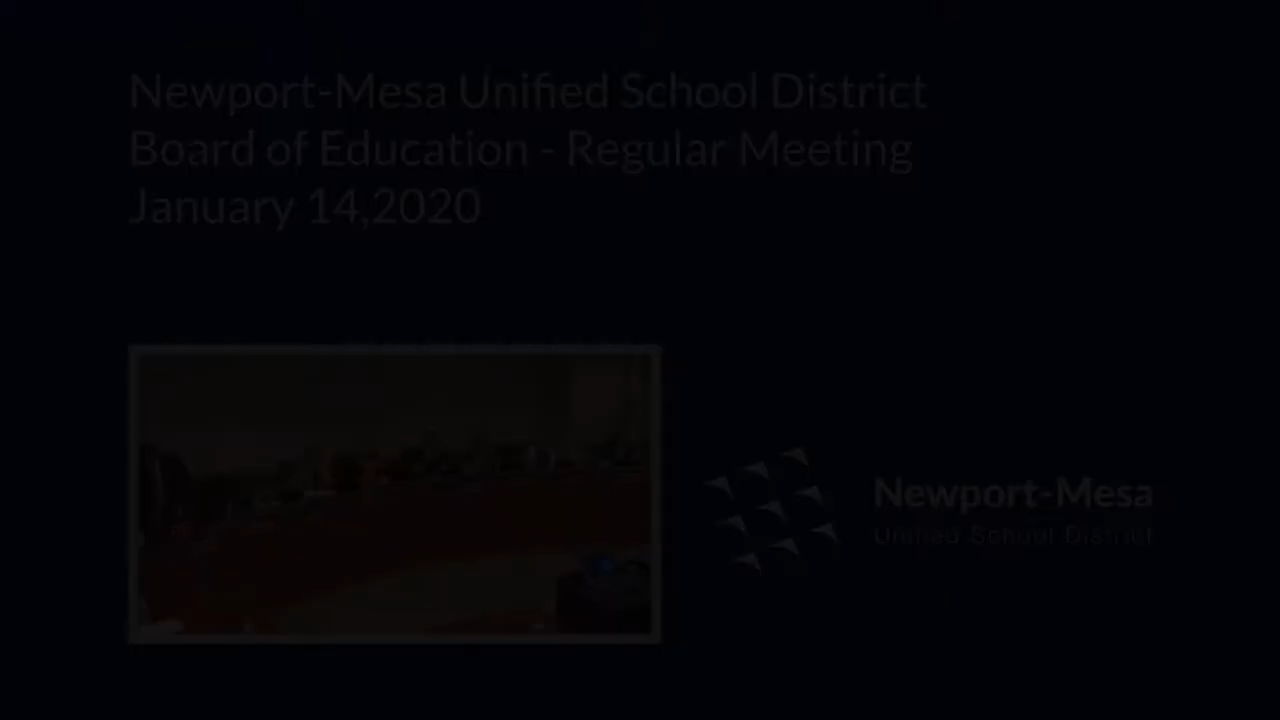 Newport-Mesa Unified School District
Board of Education - Regular Meeting
January 14,2020
Newport-Mesa
Unified School District